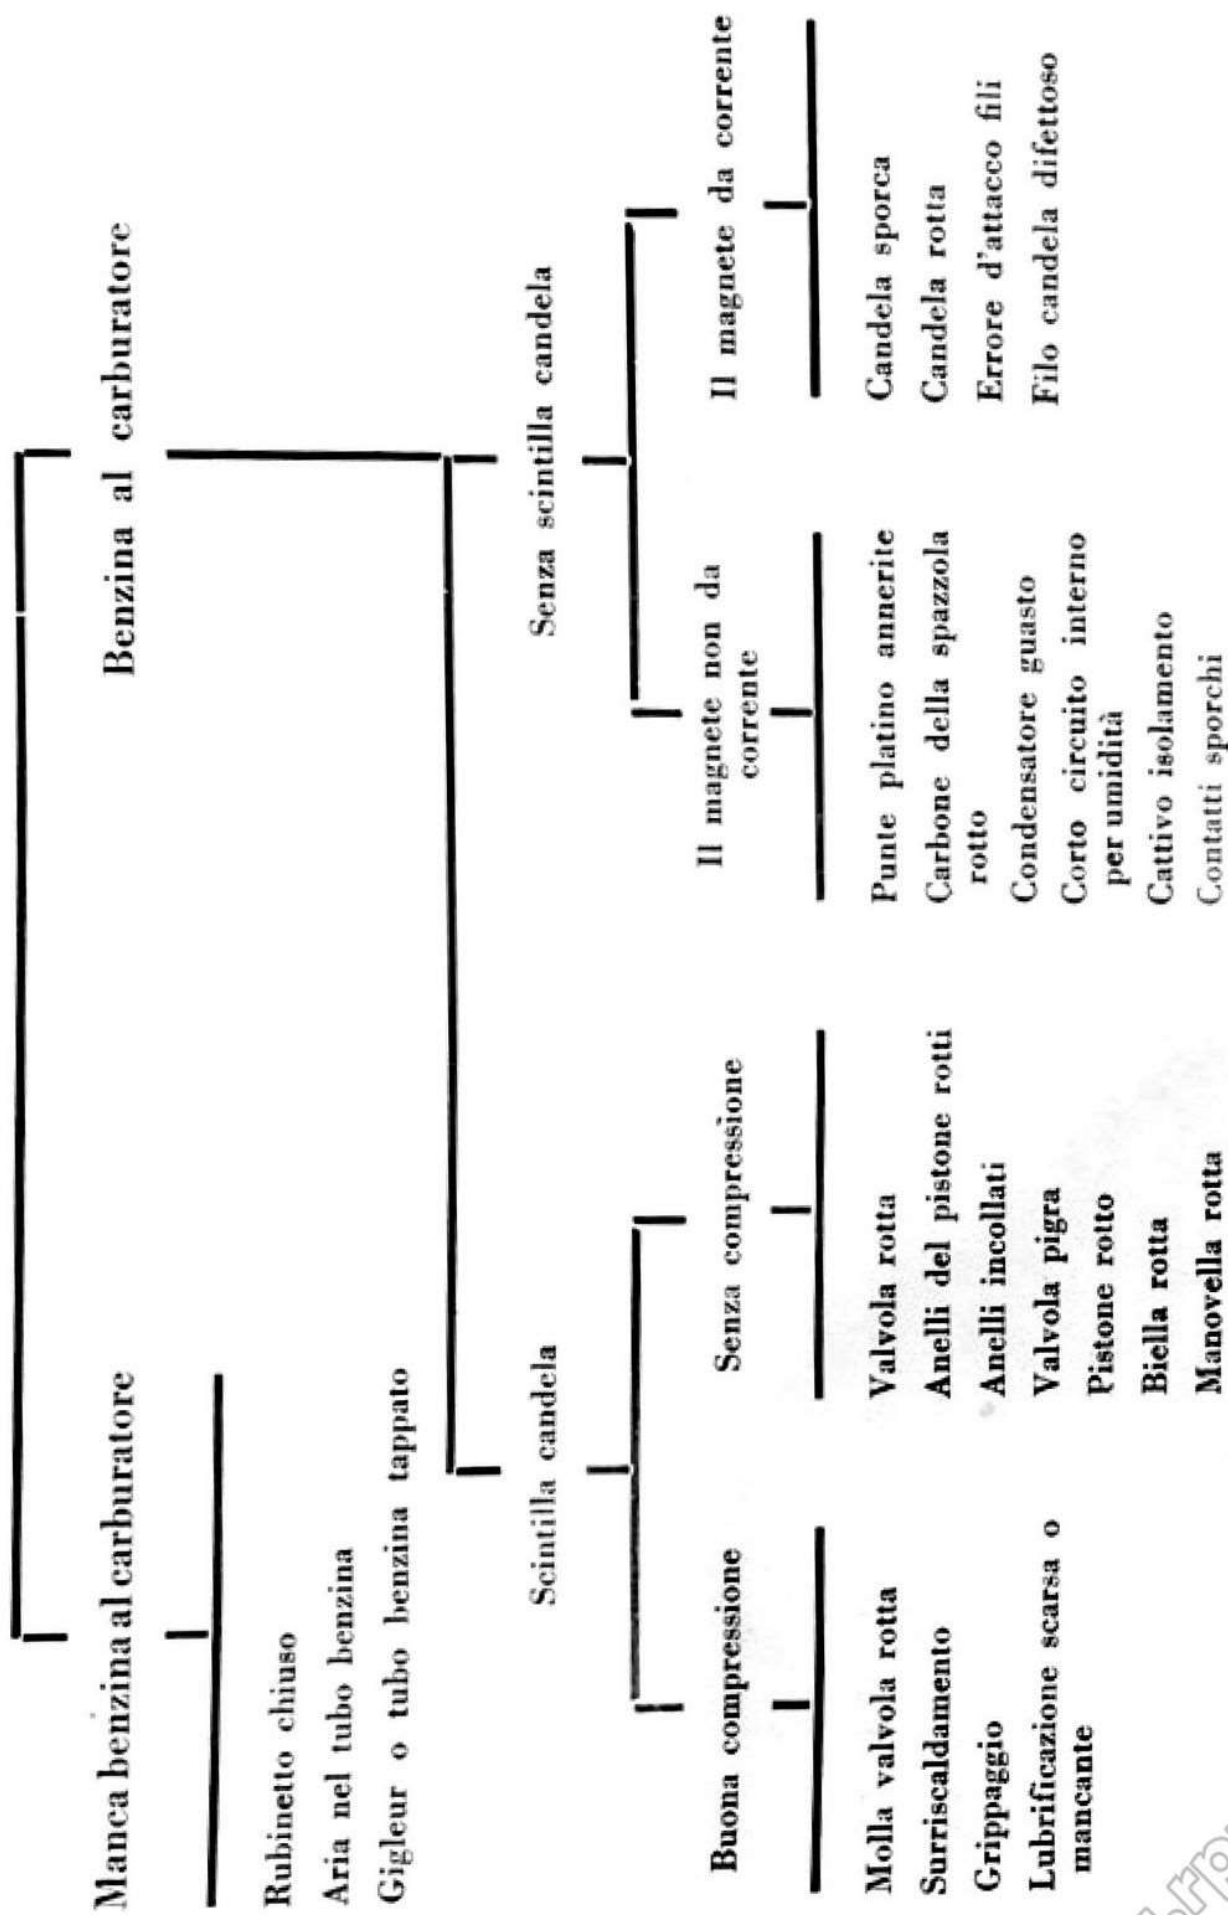 Manca benzina al carburatore
Rubinetto chiuso
Aria nel tubo benzina
Gigleur o tubo benzina tappato
Benzina al carburatore
Scintilla candela
Buona compressione
Molla valvola rotta
Surriscaldamento
Grippaggio
Lubrificazione scarsa o
mancante
Senza compressione
Valvola rotta
Anelli del pistone rotti
Anelli incollati
Valvola pigra
Pistone rotto
Biella rotta
Manovella rotta
Senza scintilla candela
Il magnete non da
corrente
Punte platino annerite
Carbone della spazzola
rotto
Condensatore guasto
Corto circuito interno
per umidità
Cattivo isolamento
Contatti sporchi
Il magnete da corrente
Candela sporca
Candela rotta
Errore d'attacco fili
Filo candela difettoso